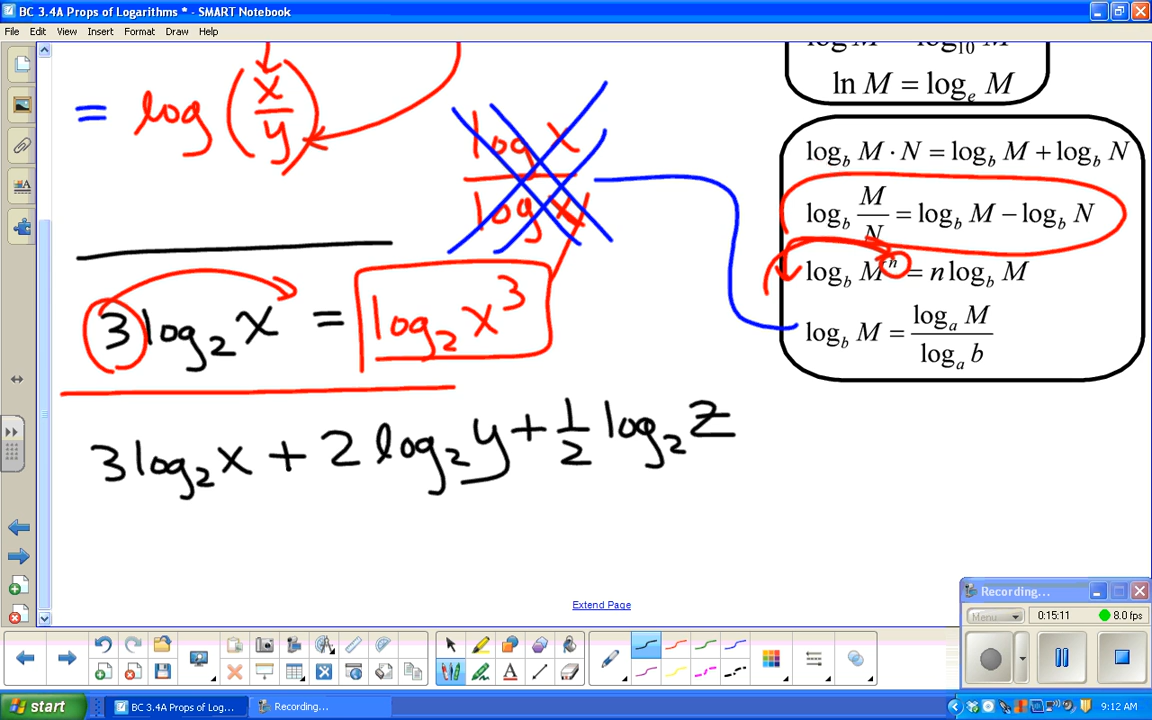 BC 3.4A Props of Logarithms * - SMART Notebook
File Edit View Insert Format Draw Help
ln M = log_e M
= log (x/y)
log x
log_b M · N = log_b M + log_b N
log_b M/N = log_b M − log_b N
log_b M^n = n log_b M
log_b M = log_a M / log_a b
3 log_2 x = log_2 x^3
3 log_2 x + 2 log_2 y + 1/2 log_2 z
Extend Page
Recording...
Menu
0:15:11
8.0 fps
start
BC 3.4A Props of Log...
Recording...
9:12 AM